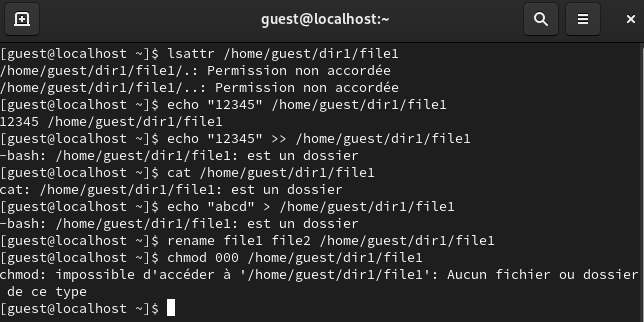 guest@localhost:~
[guest@localhost ~]$ lsattr /home/guest/dir1/file1
/home/guest/dir1/file1/.: Permission non accordée
/home/guest/dir1/file1/..: Permission non accordée
[guest@localhost ~]$ echo "12345" /home/guest/dir1/file1
12345 /home/guest/dir1/file1
[guest@localhost ~]$ echo "12345" >> /home/guest/dir1/file1
-bash: /home/guest/dir1/file1: est un dossier
[guest@localhost ~]$ cat /home/guest/dir1/file1
cat: /home/guest/dir1/file1: est un dossier
[guest@localhost ~]$ echo "abcd" > /home/guest/dir1/file1
-bash: /home/guest/dir1/file1: est un dossier
[guest@localhost ~]$ rename file1 file2 /home/guest/dir1/file1
[guest@localhost ~]$ chmod 000 /home/guest/dir1/file1
chmod: impossible d'accéder à '/home/guest/dir1/file1': Aucun fichier ou dossier
de ce type
[guest@localhost ~]$